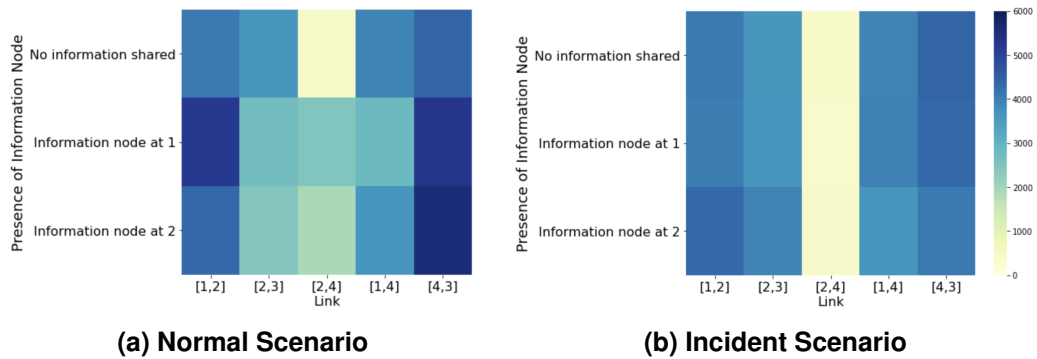 Presence of Information Node
No information shared
Information node at 1
Information node at 2
[1,2] [2,3] [2,4] [1,4] [4,3]
Link
(a) Normal Scenario
Presence of Information Node
No information shared
Information node at 1
Information node at 2
[1,2] [2,3] [2,4] [1,4] [4,3]
Link
6000
5000
4000
3000
2000
1000
0
(b) Incident Scenario